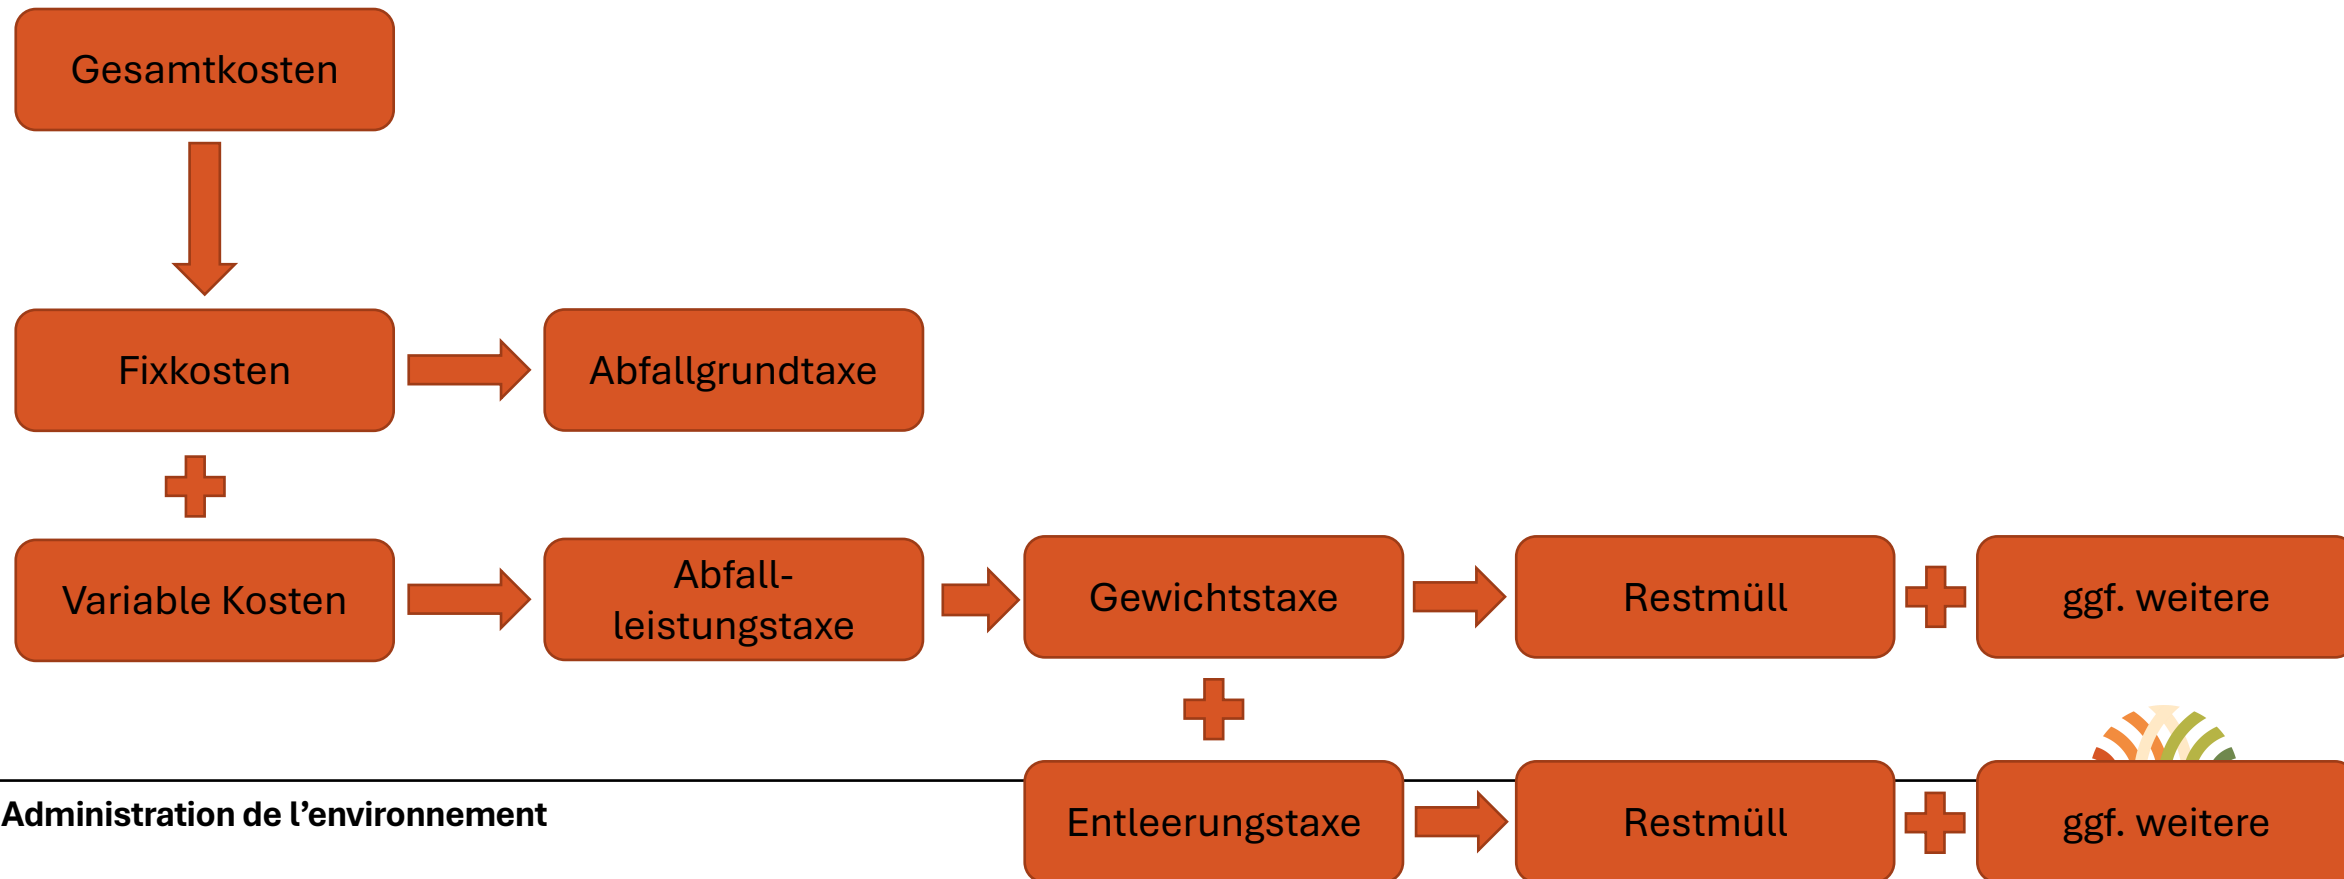 Gesamtkosten
Fixkosten
Abfallgrundtaxe
Variable Kosten
Abfall-
leistungstaxe
Gewichtstaxe
Restmüll
ggf. weitere
Entleerungstaxe
Restmüll
ggf. weitere
Administration de l’environnement